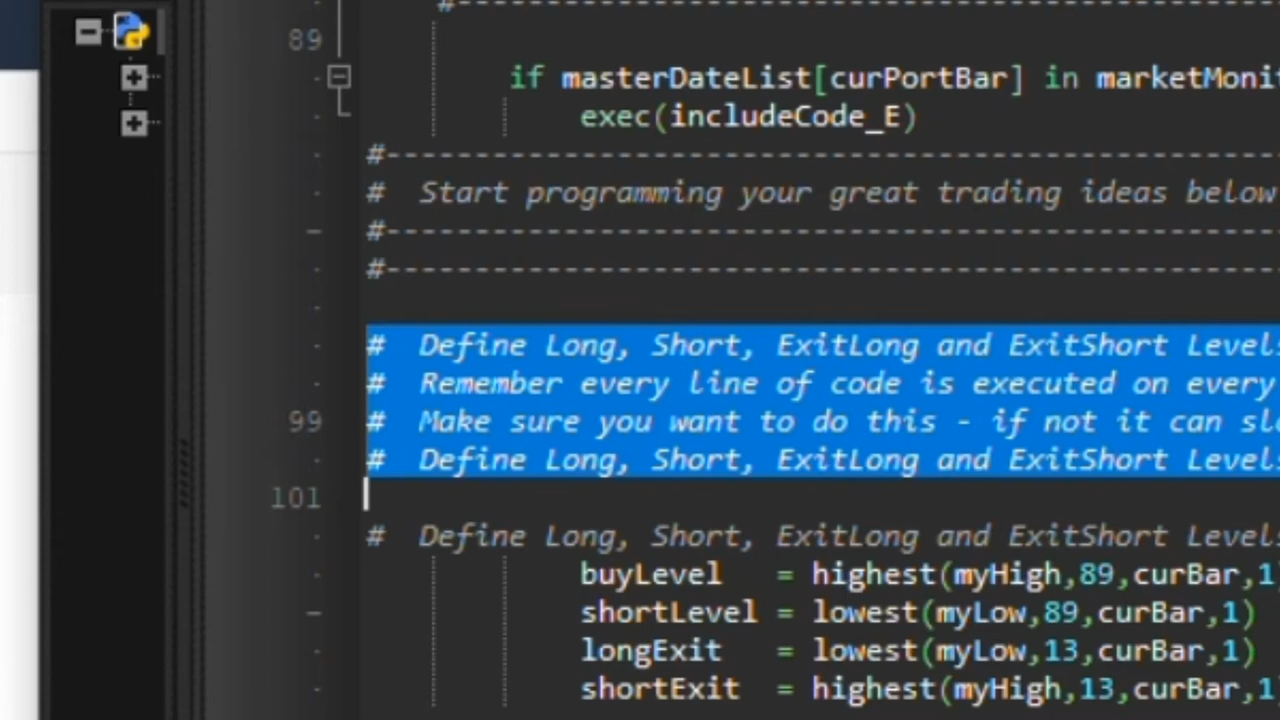 #--------------------------------------------------
89
if masterDateList[curPortBar] in marketMonit
exec(includeCode_E)
#--------------------------------------------------
# Start programming your great trading ideas below
#--------------------------------------------------
#--------------------------------------------------
# Define Long, Short, ExitLong and ExitShort Levels
# Remember every line of code is executed on every
99 # Make sure you want to do this - if not it can slo
# Define Long, Short, ExitLong and ExitShort Levels
101
# Define Long, Short, ExitLong and ExitShort Levels
buyLevel = highest(myHigh,89,curBar,1
shortLevel = lowest(myLow,89,curBar,1)
longExit = lowest(myLow,13,curBar,1)
shortExit = highest(myHigh,13,curBar,1